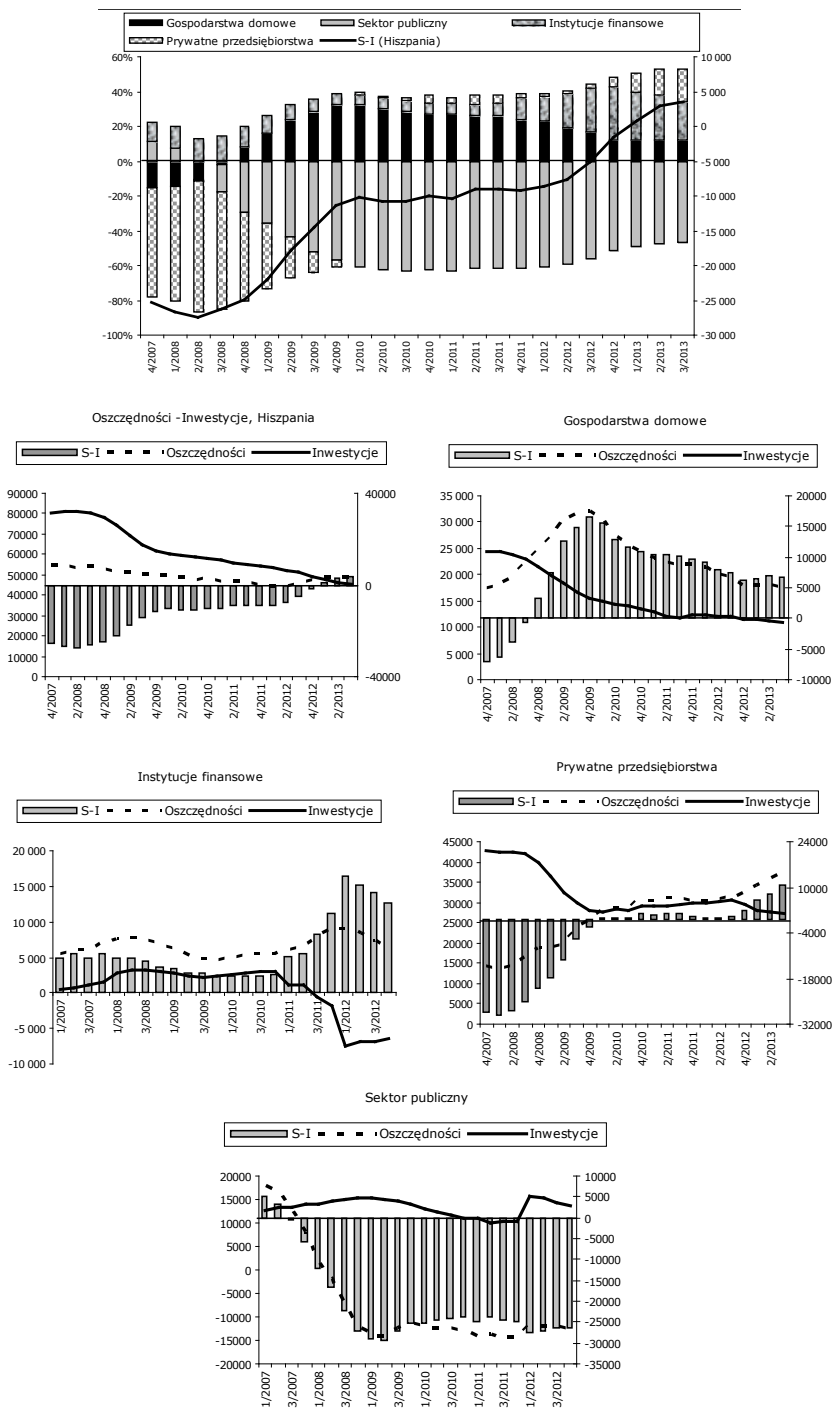 Gospodarstwa domowe Sektor publiczny Instytucje finansowe
Prywatne przedsiębiorstwa S-I (Hiszpania)
60% 10 000
40% 5 000
20% 0
0% -5 000
-20% -10 000
-40% -15 000
-60% -20 000
-80% -25 000
-100% -30 000
4/2007 1/2008 2/2008 3/2008 4/2008 1/2009 2/2009 3/2009 4/2009 1/2010 2/2010 3/2010 4/2010 1/2011 2/2011 3/2011 4/2011 1/2012 2/2012 3/2012 4/2012 1/2013 2/2013 3/2013
Oszczędności -Inwestycje, Hiszpania
S-I Oszczędności Inwestycje
90000 40000
80000
70000
60000
50000 0
40000
30000
20000
10000
0 -40000
4/2007 2/2008 4/2008 2/2009 4/2009 2/2010 4/2010 2/2011 4/2011 2/2012 4/2012 2/2013
Gospodarstwa domowe
S-I Oszczędności Inwestycje
35 000 20000
30 000 15000
25 000 10000
20 000 5000
15 000 0
10 000
5 000 -5000
0 -10000
4/2007 2/2008 4/2008 2/2009 4/2009 2/2010 4/2010 2/2011 4/2011 2/2012 4/2012 2/2013
Instytucje finansowe
S-I Oszczędności Inwestycje
20 000
15 000
10 000
5 000
0
-5 000
-10 000
1/2007 3/2007 1/2008 3/2008 1/2009 3/2009 1/2010 3/2010 1/2011 3/2011 1/2012 3/2012
Prywatne przedsiębiorstwa
S-I Oszczędności Inwestycje
45000 24000
40000
35000 10000
30000
25000 -4000
20000
15000 -18000
10000
5000
0 -32000
4/2007 2/2008 4/2008 2/2009 4/2009 2/2010 4/2010 2/2011 4/2011 2/2012 4/2012 2/2013
Sektor publiczny
S-I Oszczędności Inwestycje
20000 10000
15000 5000
10000 0
5000 -5000
0 -10000
-5000 -15000
-10000 -20000
-15000 -25000
-20000 -30000
-35000
1/2007 3/2007 1/2008 3/2008 1/2009 3/2009 1/2010 3/2010 1/2011 3/2011 1/2012 3/2012